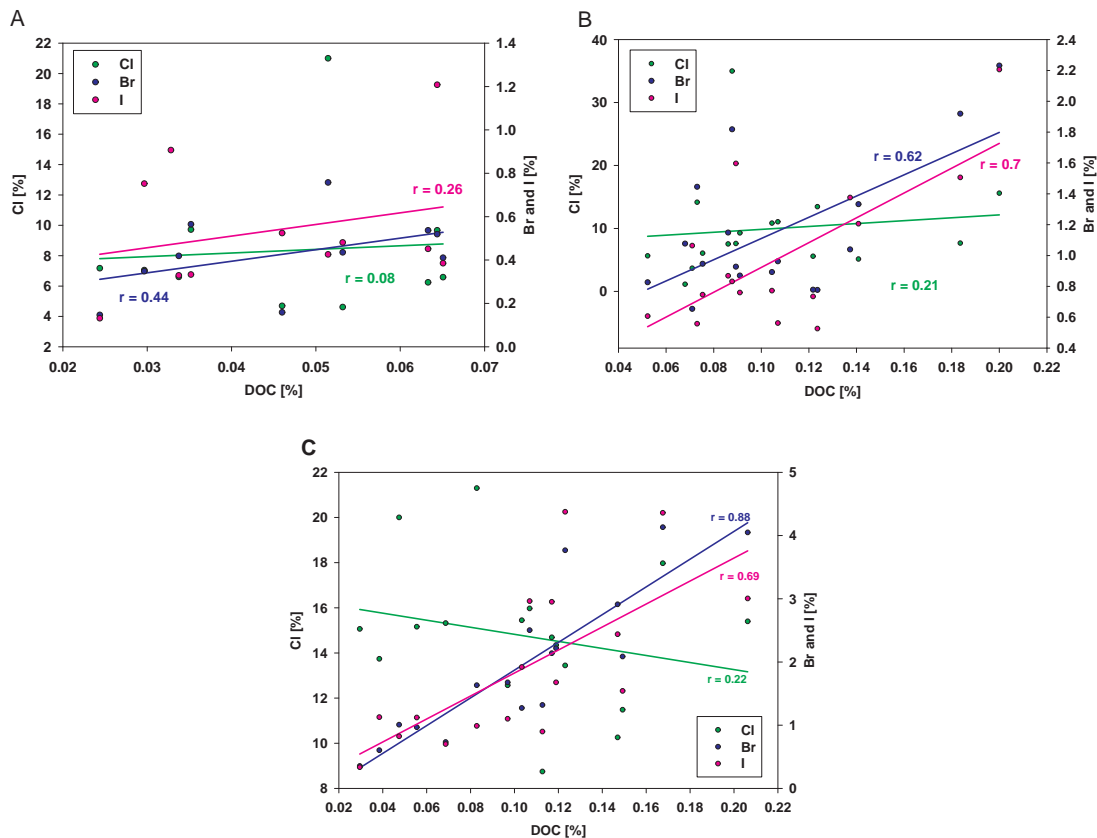 A
Cl
Br
I
22
20
18
16
14
12
10
8
6
4
2
Cl [%]
1.4
1.2
1.0
0.8
0.6
0.4
0.2
0.0
Br and I [%]
r = 0.26
r = 0.08
r = 0.44
0.02 0.03 0.04 0.05 0.06 0.07
DOC [%]
B
Cl
Br
I
40
30
20
10
0
Cl [%]
2.4
2.2
2.0
1.8
1.6
1.4
1.2
1.0
0.8
0.6
0.4
Br and I [%]
r = 0.62
r = 0.7
r = 0.21
0.04 0.06 0.08 0.10 0.12 0.14 0.16 0.18 0.20 0.22
DOC [%]
C
22
20
18
16
14
12
10
8
Cl [%]
5
4
3
2
1
0
Br and I [%]
r = 0.88
r = 0.69
r = 0.22
Cl
Br
I
0.02 0.04 0.06 0.08 0.10 0.12 0.14 0.16 0.18 0.20 0.22
DOC [%]